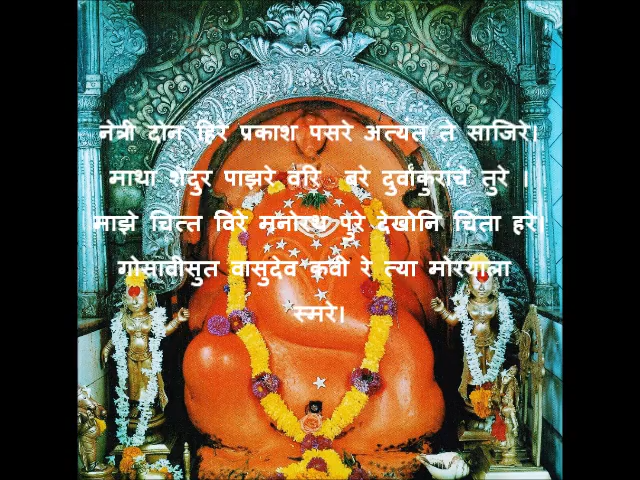 नेत्री दोन हिरे प्रकाश पसरे अत्यंत ते साजिरे।
माथा शेंदुर पाझरे वरि बरे दुर्वांकुराचे तुरे ।
माझे चित्त विरे मनोरथ पुरे देखोनि चिंता हरे।
गोसावीसुत वासुदेव कवी रे त्या मोरयाला
स्मरे।